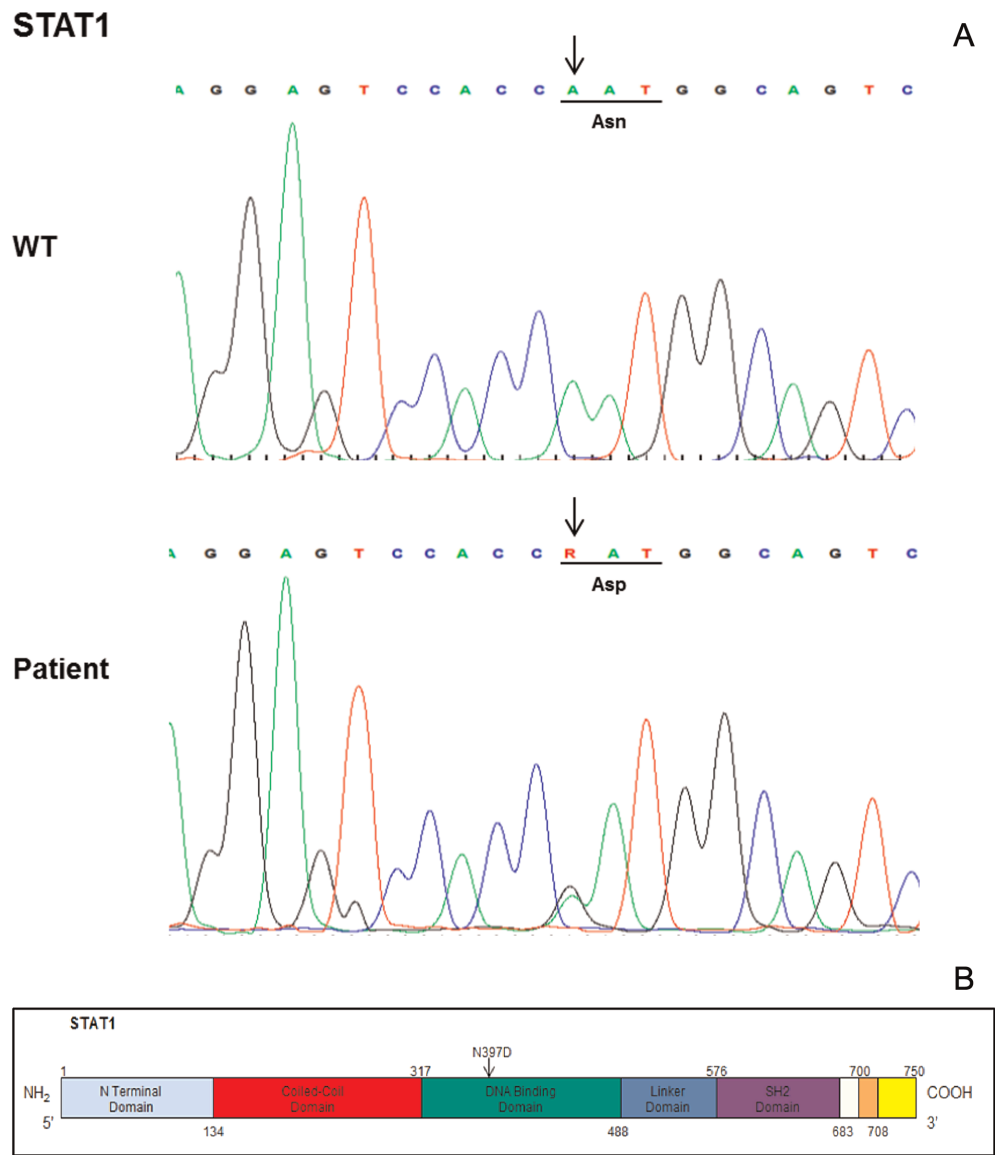 STAT1
A
A G G A G T C C A C C A A T G G C A G T C
Asn
WT
A G G A G T C C A C C R A T G G C A G T C
Asp
Patient
B
STAT1
N397D
1 317 576 700 750
NH2 N Terminal Domain Coiled-Coil Domain DNA Binding Domain Linker Domain SH2 Domain COOH
5' 3'
134 488 683 708